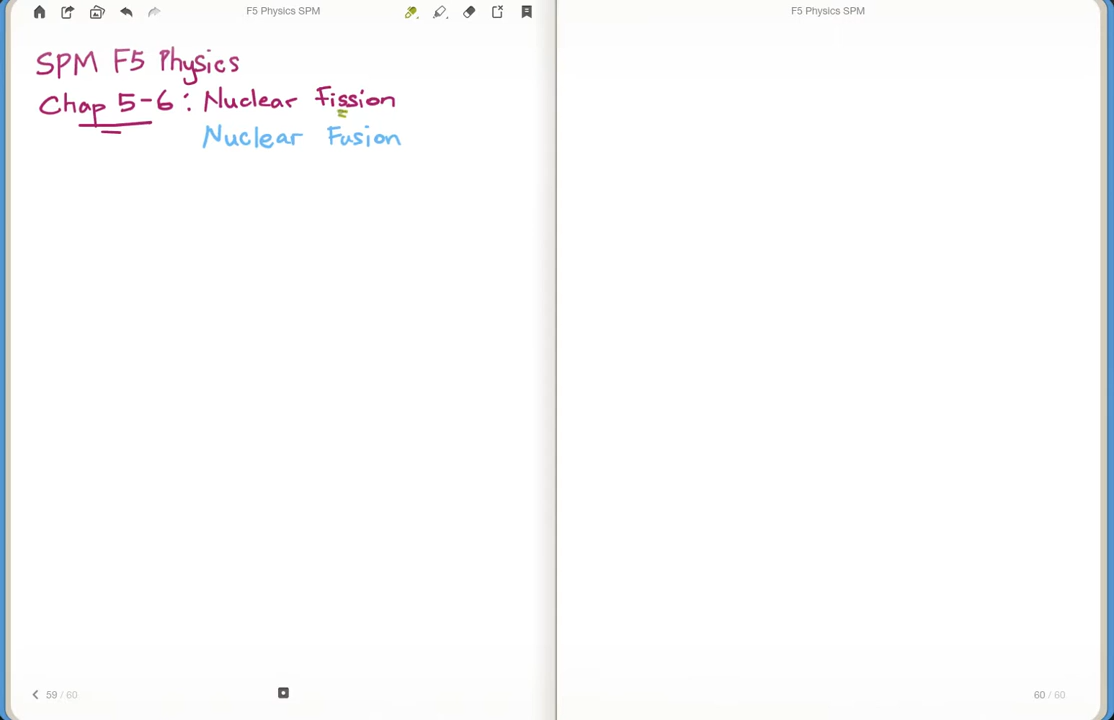 F5 Physics SPM
F5 Physics SPM
SPM F5 Physics
Chap 5-6 : Nuclear Fission
Nuclear Fusion
59 / 60
60 / 60